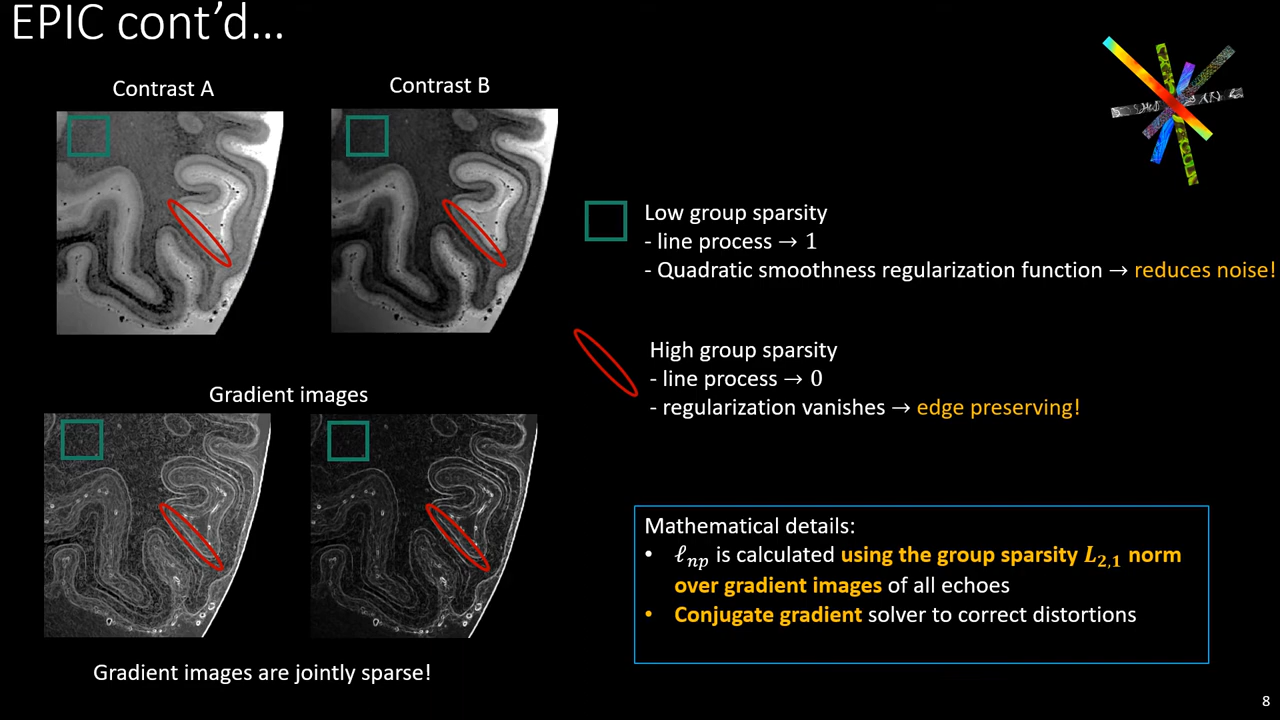 EPIC cont’d…
Contrast A
Contrast B
Low group sparsity
- line process → 1
- Quadratic smoothness regularization function → reduces noise!
High group sparsity
- line process → 0
- regularization vanishes → edge preserving!
Gradient images
Gradient images are jointly sparse!
Mathematical details:
• ℓₙₚ is calculated using the group sparsity L₂,₁ norm
over gradient images of all echoes
• Conjugate gradient solver to correct distortions
8